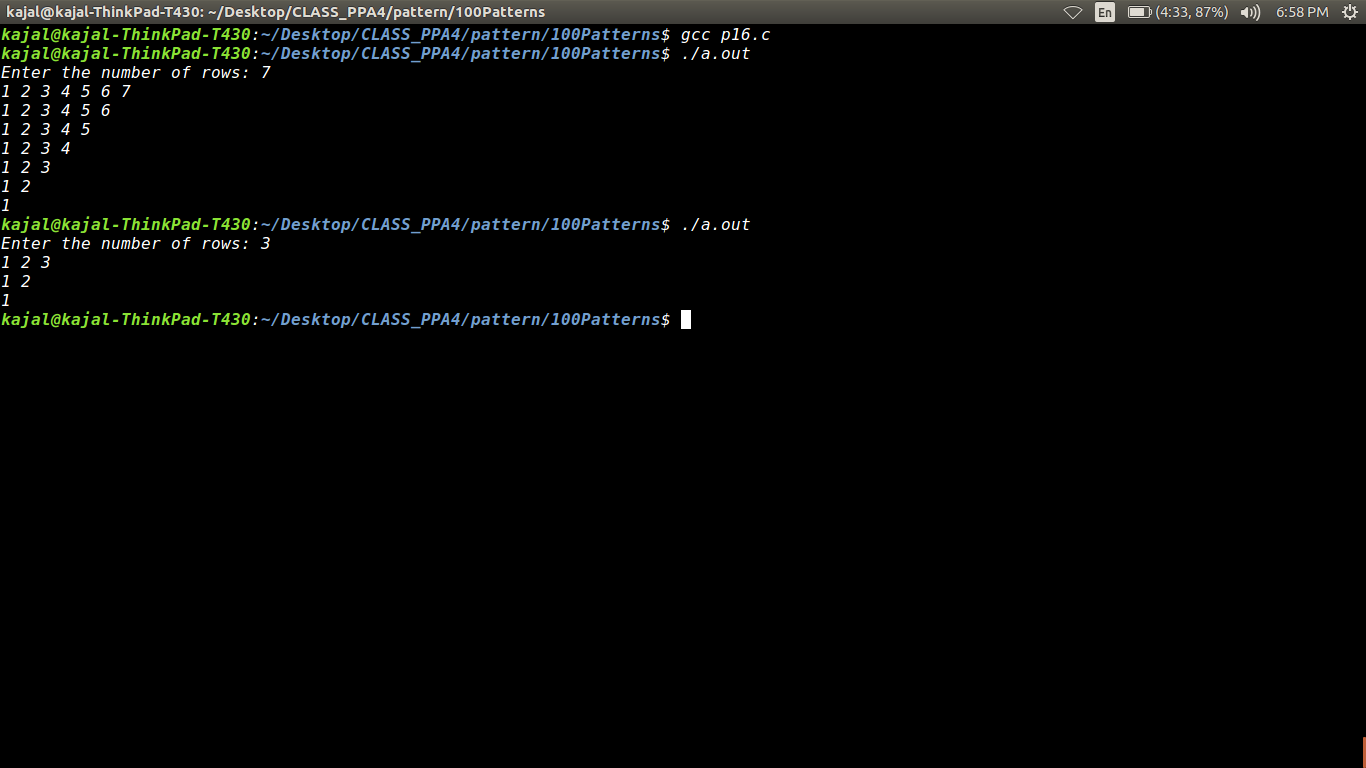 kajal@kajal-ThinkPad-T430: ~/Desktop/CLASS_PPA4/pattern/100Patterns En (4:33, 87%) 6:58 PM
kajal@kajal-ThinkPad-T430:~/Desktop/CLASS_PPA4/pattern/100Patterns$ gcc p16.c
kajal@kajal-ThinkPad-T430:~/Desktop/CLASS_PPA4/pattern/100Patterns$ ./a.out
Enter the number of rows: 7
1 2 3 4 5 6 7
1 2 3 4 5 6
1 2 3 4 5
1 2 3 4
1 2 3
1 2
1
kajal@kajal-ThinkPad-T430:~/Desktop/CLASS_PPA4/pattern/100Patterns$ ./a.out
Enter the number of rows: 3
1 2 3
1 2
1
kajal@kajal-ThinkPad-T430:~/Desktop/CLASS_PPA4/pattern/100Patterns$